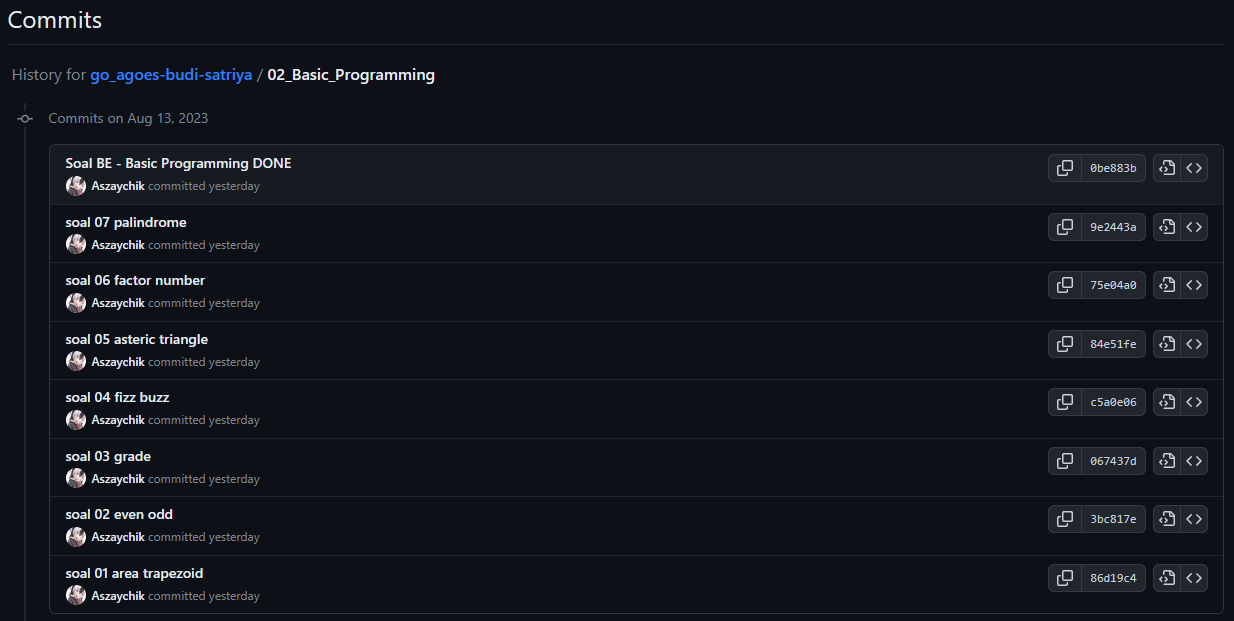 Commits
History for go_agoes-budi-satriya / 02_Basic_Programming
Commits on Aug 13, 2023
Soal BE - Basic Programming DONE
Aszaychik committed yesterday
0be883b
soal 07 palindrome
Aszaychik committed yesterday
9e2443a
soal 06 factor number
Aszaychik committed yesterday
75e04a0
soal 05 asteric triangle
Aszaychik committed yesterday
84e51fe
soal 04 fizz buzz
Aszaychik committed yesterday
c5a0e06
soal 03 grade
Aszaychik committed yesterday
067437d
soal 02 even odd
Aszaychik committed yesterday
3bc817e
soal 01 area trapezoid
Aszaychik committed yesterday
86d19c4